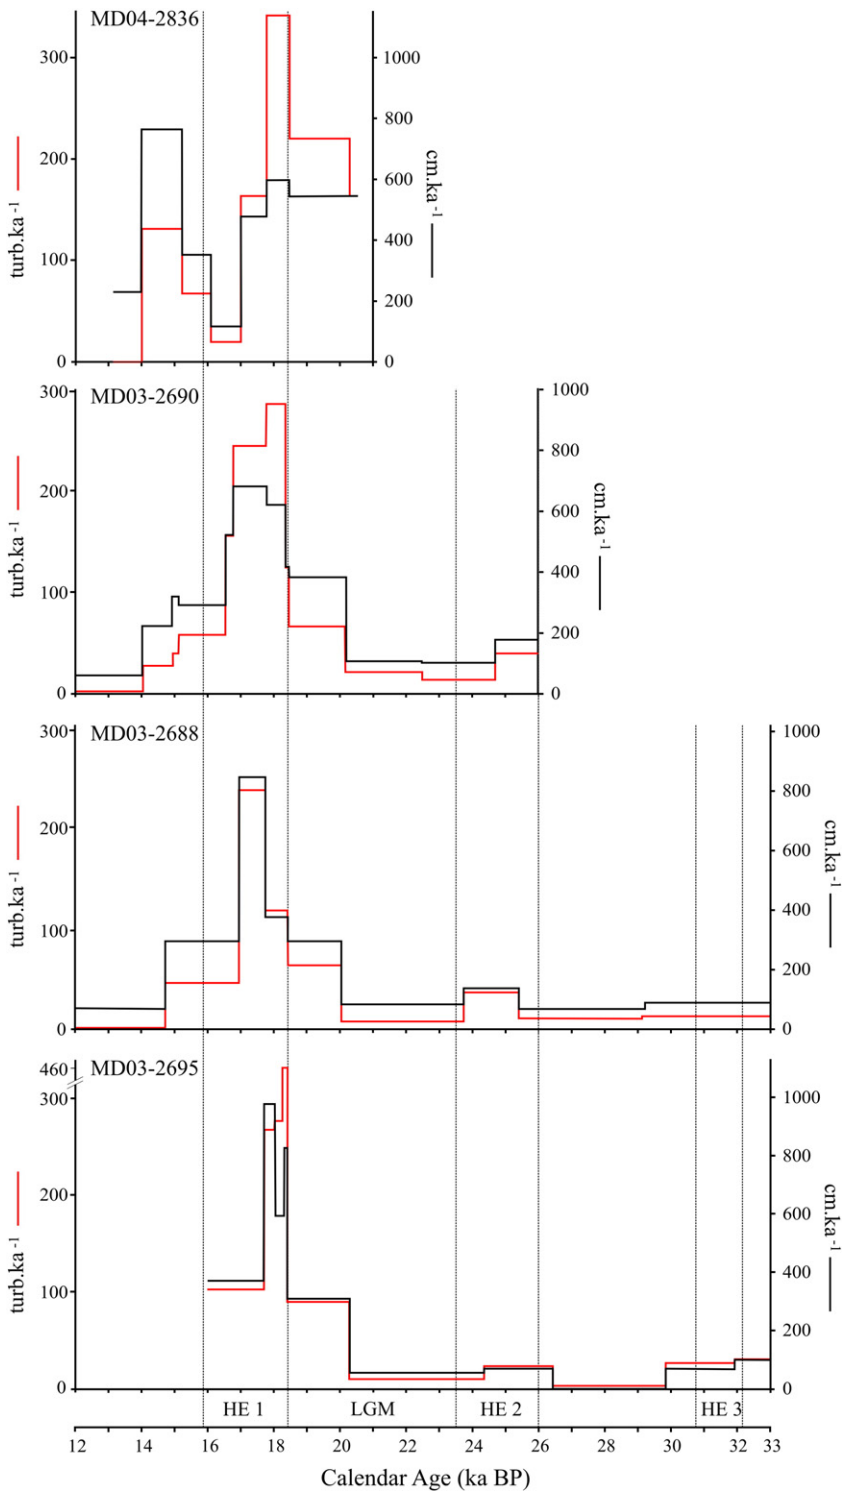 MD04-2836
300
200
100
0
turb.ka⁻¹
1000
800
600
400
200
0
cm.ka⁻¹
MD03-2690
300
200
100
0
turb.ka⁻¹
1000
800
600
400
200
0
cm.ka⁻¹
MD03-2688
300
200
100
0
turb.ka⁻¹
1000
800
600
400
200
0
cm.ka⁻¹
MD03-2695
460
300
200
100
0
turb.ka⁻¹
1000
800
600
400
200
0
cm.ka⁻¹
HE 1 LGM HE 2 HE 3
12 14 16 18 20 22 24 26 28 30 32 33
Calendar Age (ka BP)